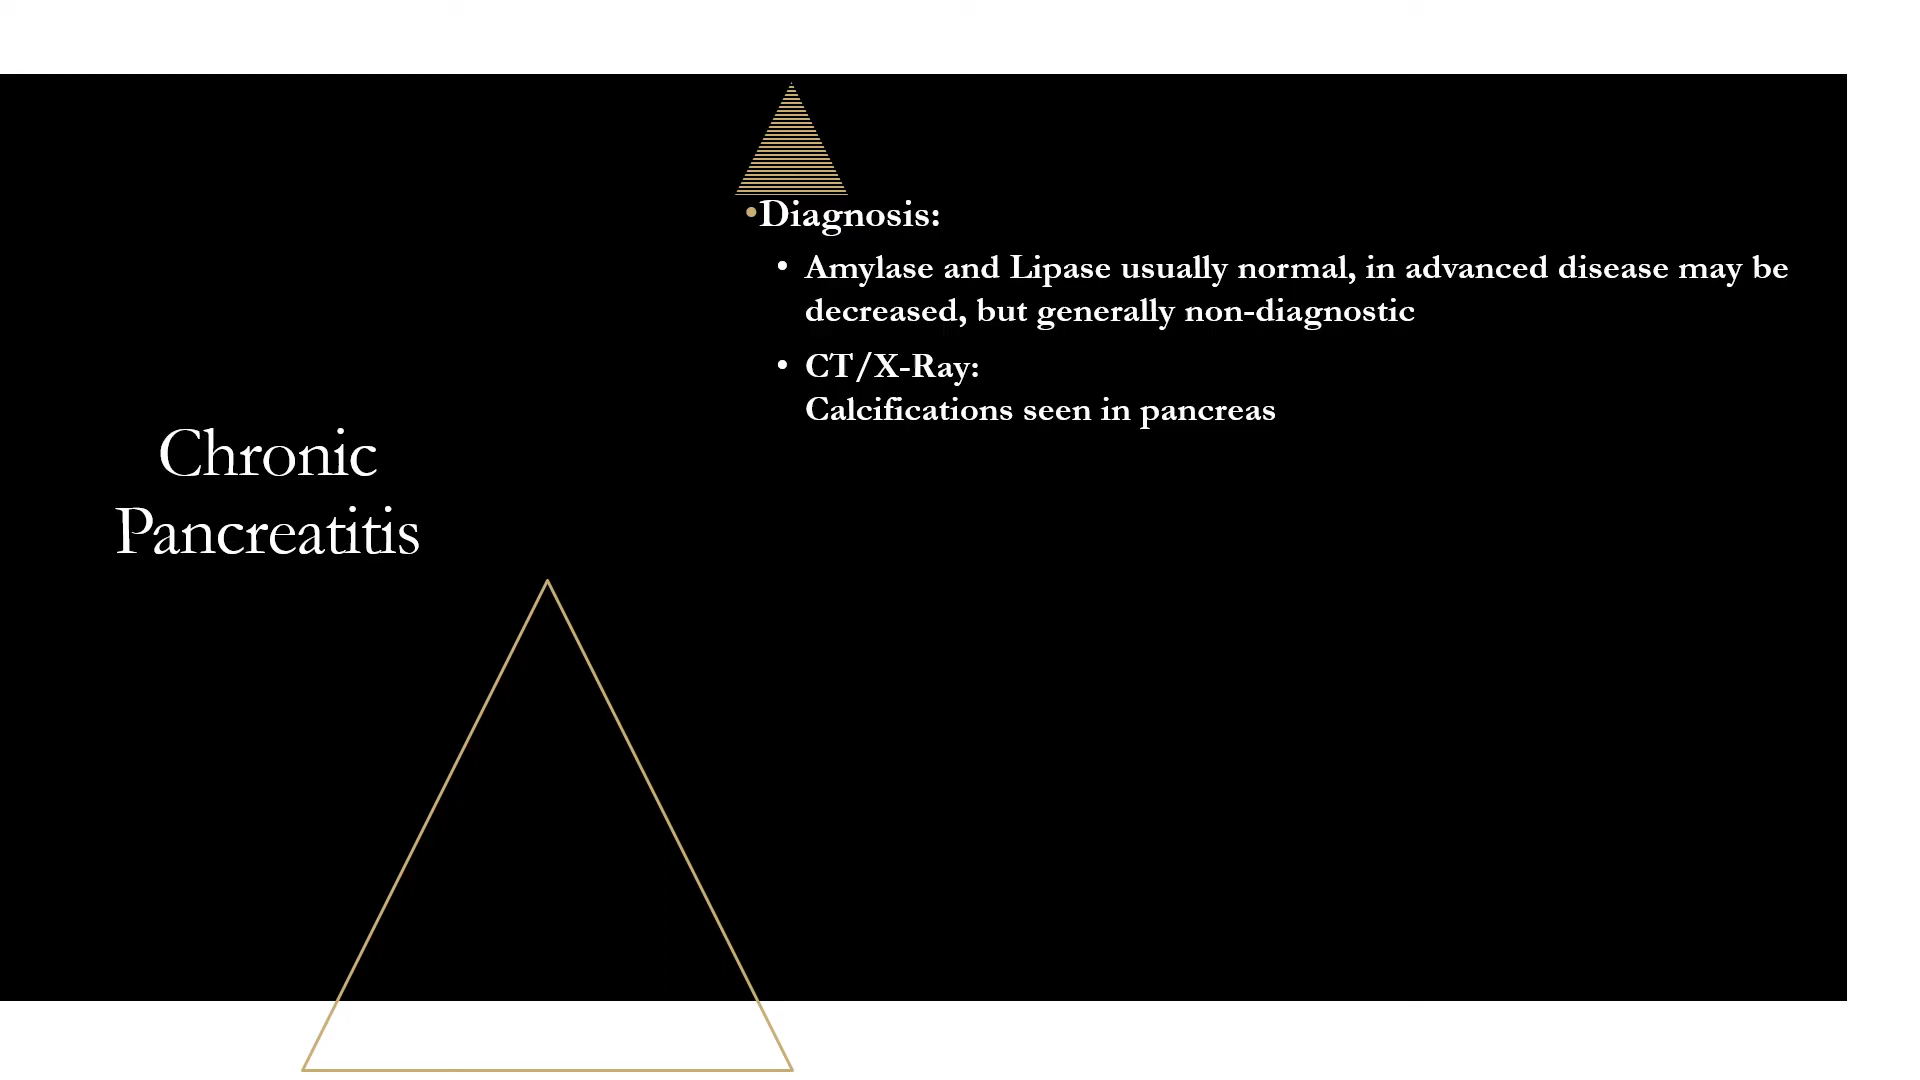 Chronic
Pancreatitis
•Diagnosis:
• Amylase and Lipase usually normal, in advanced disease may be
decreased, but generally non-diagnostic
• CT/X-Ray:
Calcifications seen in pancreas